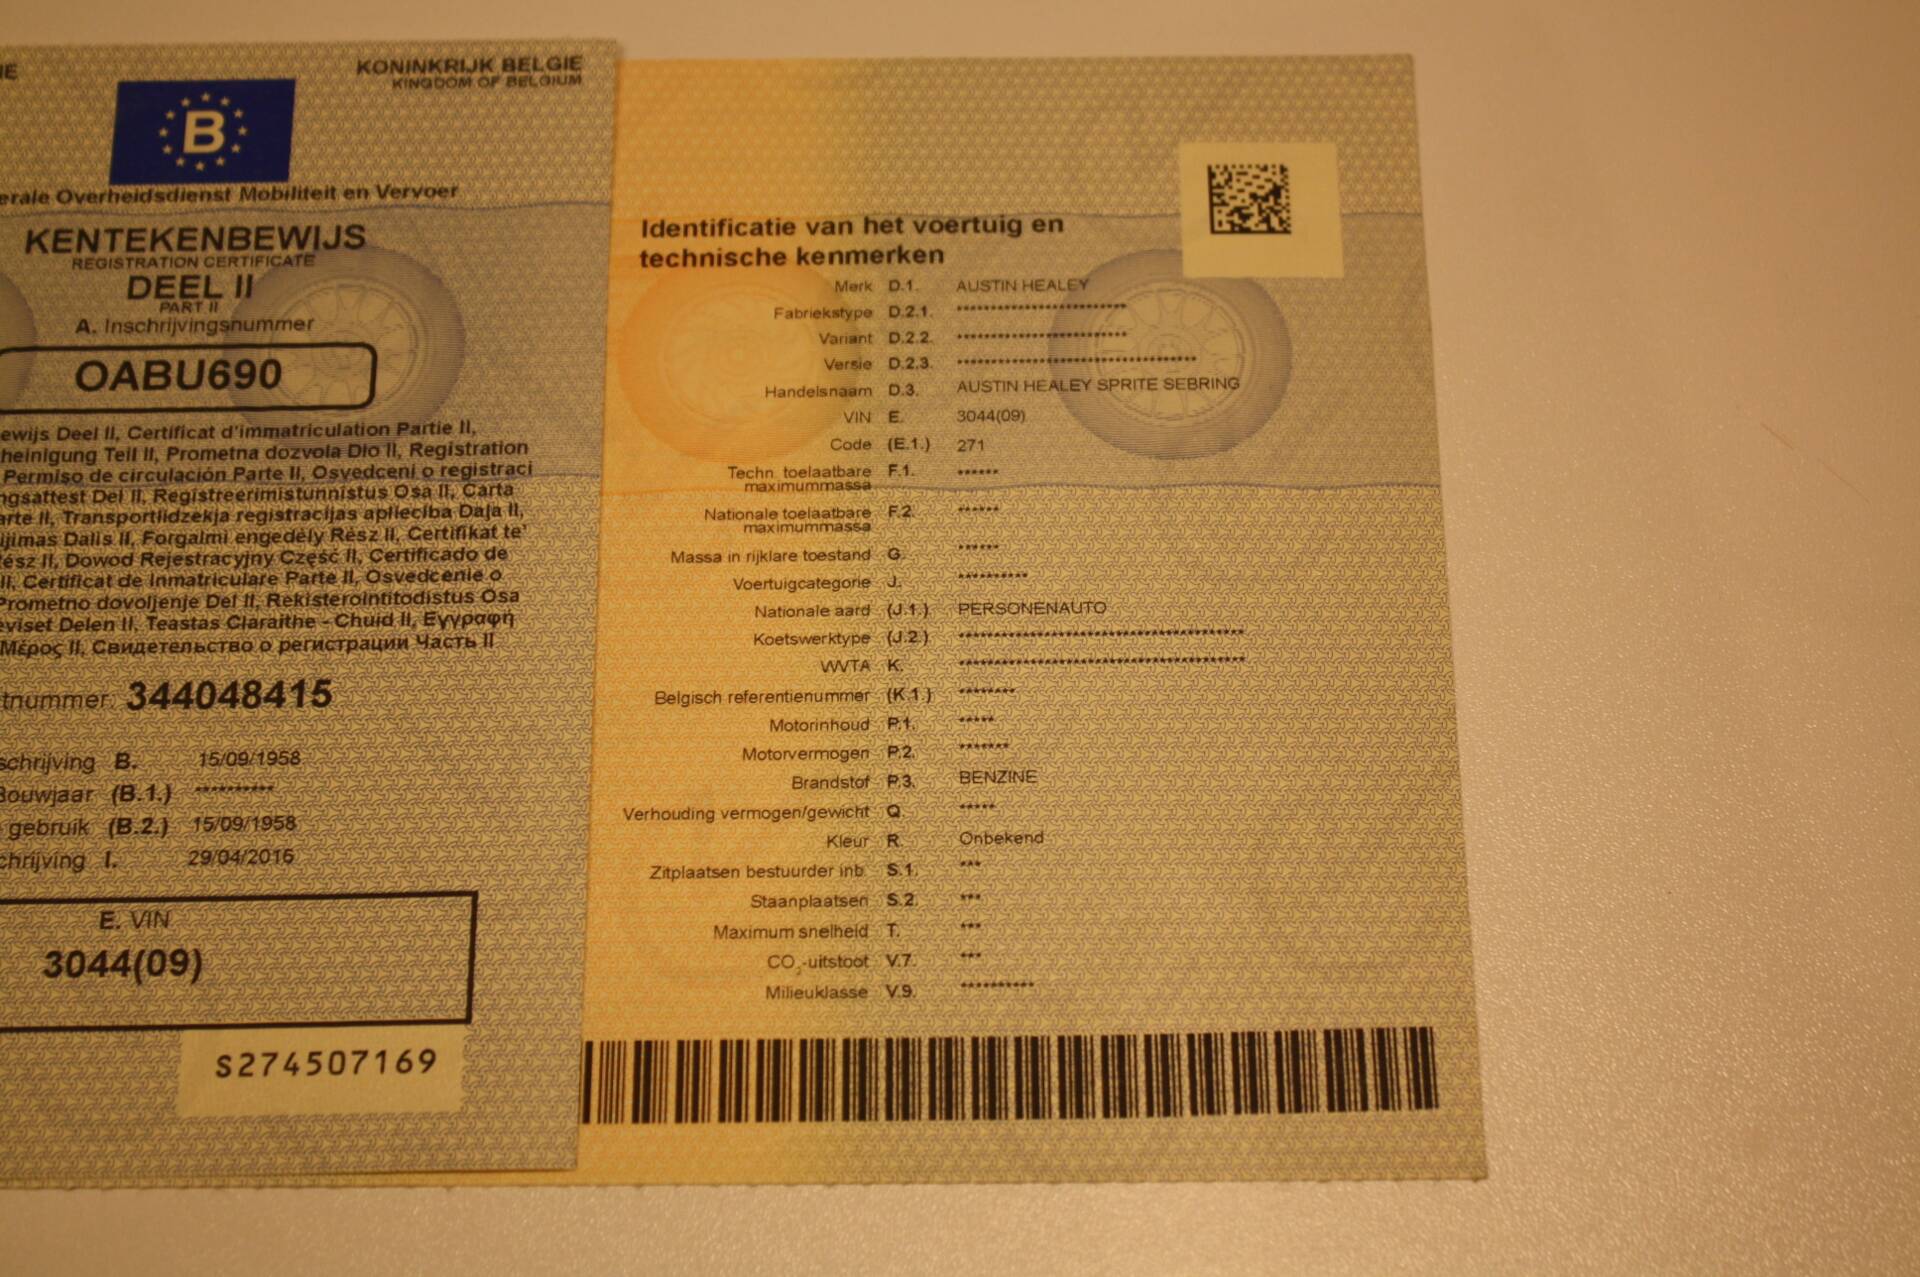 KONINKRIJK BELGIE
KINGDOM OF BELGIUM
B
erale Overheidsdienst Mobiliteit en Vervoer
KENTEKENBEWIJS
REGISTRATION CERTIFICATE
DEEL II
PART II
A. Inschrijvingsnummer
OABU690
ewijs Deel II, Certificat d'immatriculation Partie II,
heinigung Teil II, Prometna dozvola Dio II, Registration
Permiso de circulación Parte II, Osvedceni o registraci
ngsattest Del II, Registreerimistunnistus Osa II, Carta
arte II, Transportlidzekja registracijas aplieciba Daja II,
ijimas Dalis II, Forgalmi engedély Rész II, Certifikat te'
ész II, Dowod Rejestracyjny Część II, Certificado de
II, Certificat de Inmatriculare Parte II, Osvedcenie o
Prometno dovoljenje Del II, Rekisterointitodistus Osa
eviset Delen II, Teastas Claraithe - Chuid II, Εγγραφή
Μέρος II, Свидетельство о регистрации Часть II
tnummer: 344048415
schrijving B. 15/09/1958
Bouwjaar (B.1.) **********
gebruik (B.2.) 15/09/1958
chrijving I. 29/04/2016
E. VIN
3044(09)
S274507169
Identificatie van het voertuig en
technische kenmerken
Merk D.1. AUSTIN HEALEY
Fabriekstype D.2.1. *************************
Variant D.2.2. *************************
Versie D.2.3. ***********************************
Handelsnaam D.3. AUSTIN HEALEY SPRITE SEBRING
VIN E. 3044(09)
Code (E.1.) 271
Techn. toelaatbare F.1. ******
maximummassa
Nationale toelaatbare F.2. ******
maximummassa
Massa in rijklare toestand G. ******
Voertuigcategorie J. **********
Nationale aard (J.1.) PERSONENAUTO
Koetswerktype (J.2.) ******************************************
WVTA K. ******************************************
Belgisch referentienummer (K.1.) ********
Motorinhoud P.1. *****
Motorvermogen P.2. *******
Brandstof P.3. BENZINE
Verhouding vermogen/gewicht Q. *****
Kleur R. Onbekend
Zitplaatsen bestuurder inb. S.1. ***
Staanplaatsen S.2. ***
Maximum snelheid T. ***
CO₂-uitstoot V.7. ***
Milieuklasse V.9. **********